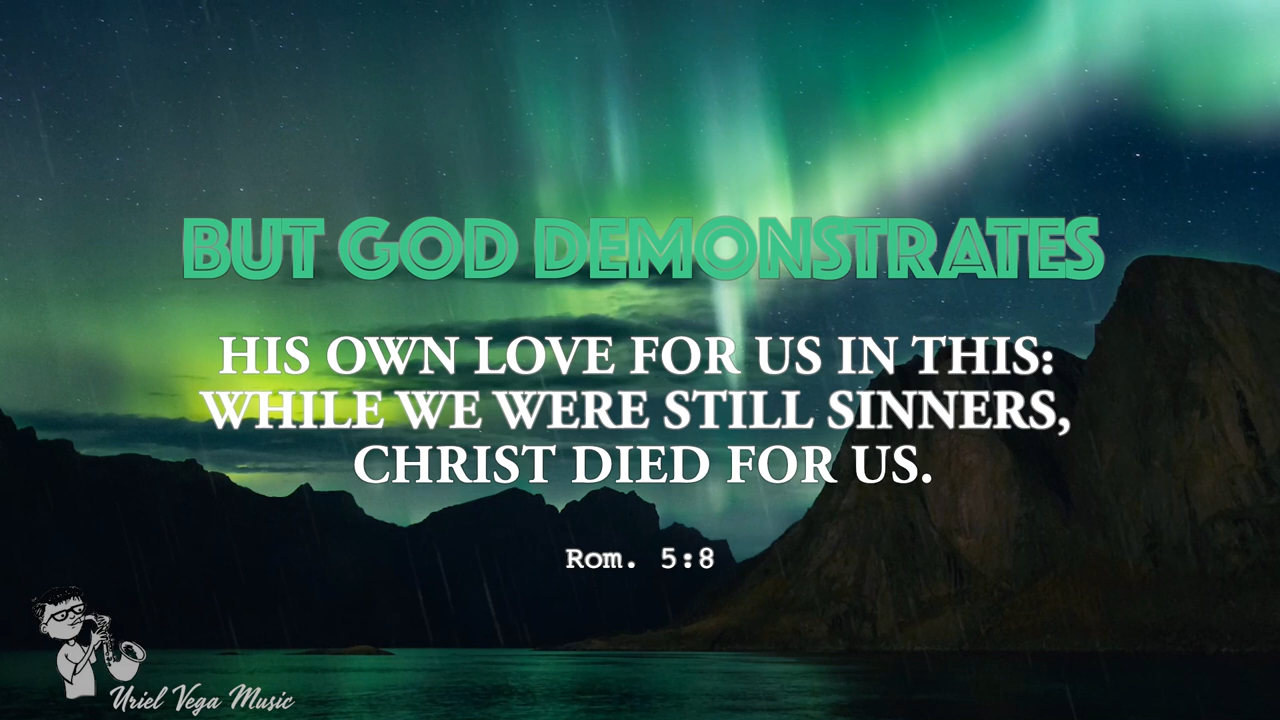 BUT GOD DEMONSTRATES
HIS OWN LOVE FOR US IN THIS:
WHILE WE WERE STILL SINNERS,
CHRIST DIED FOR US.
Rom. 5:8
Uriel Vega Music